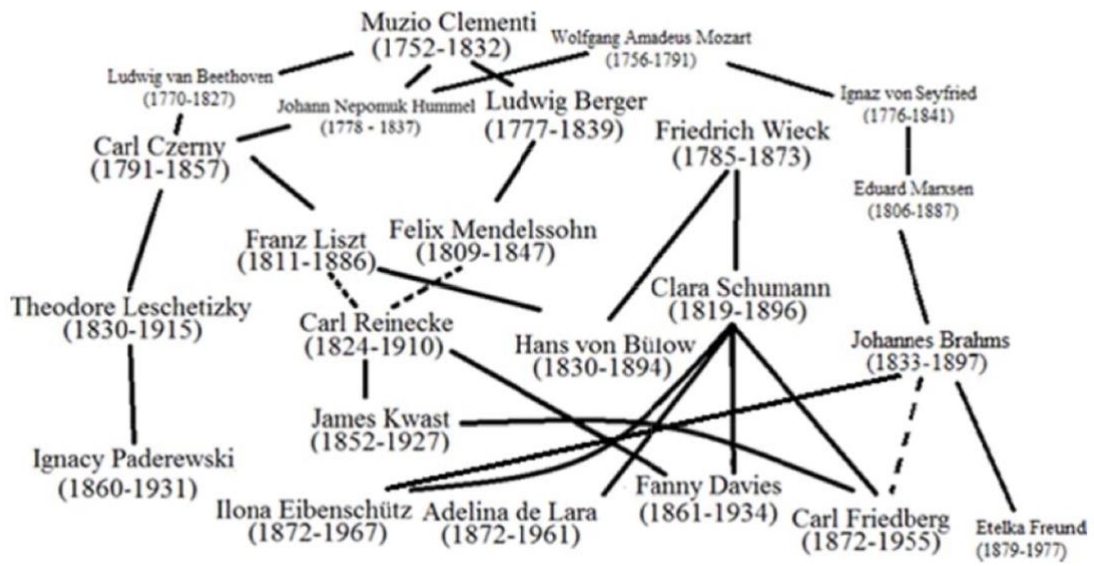 Muzio Clementi
(1752-1832)
Wolfgang Amadeus Mozart
(1756-1791)
Ludwig van Beethoven
(1770-1827)
Johann Nepomuk Hummel
(1778 - 1837)
Ludwig Berger
(1777-1839)
Ignaz von Seyfried
(1776-1841)
Carl Czerny
(1791-1857)
Friedrich Wieck
(1785-1873)
Eduard Marxsen
(1806-1887)
Franz Liszt
(1811-1886)
Felix Mendelssohn
(1809-1847)
Clara Schumann
(1819-1896)
Theodore Leschetizky
(1830-1915)
Carl Reinecke
(1824-1910)
Hans von Bülow
(1830-1894)
Johannes Brahms
(1833-1897)
James Kwast
(1852-1927)
Ignacy Paderewski
(1860-1931)
Ilona Eibenschütz
(1872-1967)
Adelina de Lara
(1872-1961)
Fanny Davies
(1861-1934)
Carl Friedberg
(1872-1955)
Etelka Freund
(1879-1977)